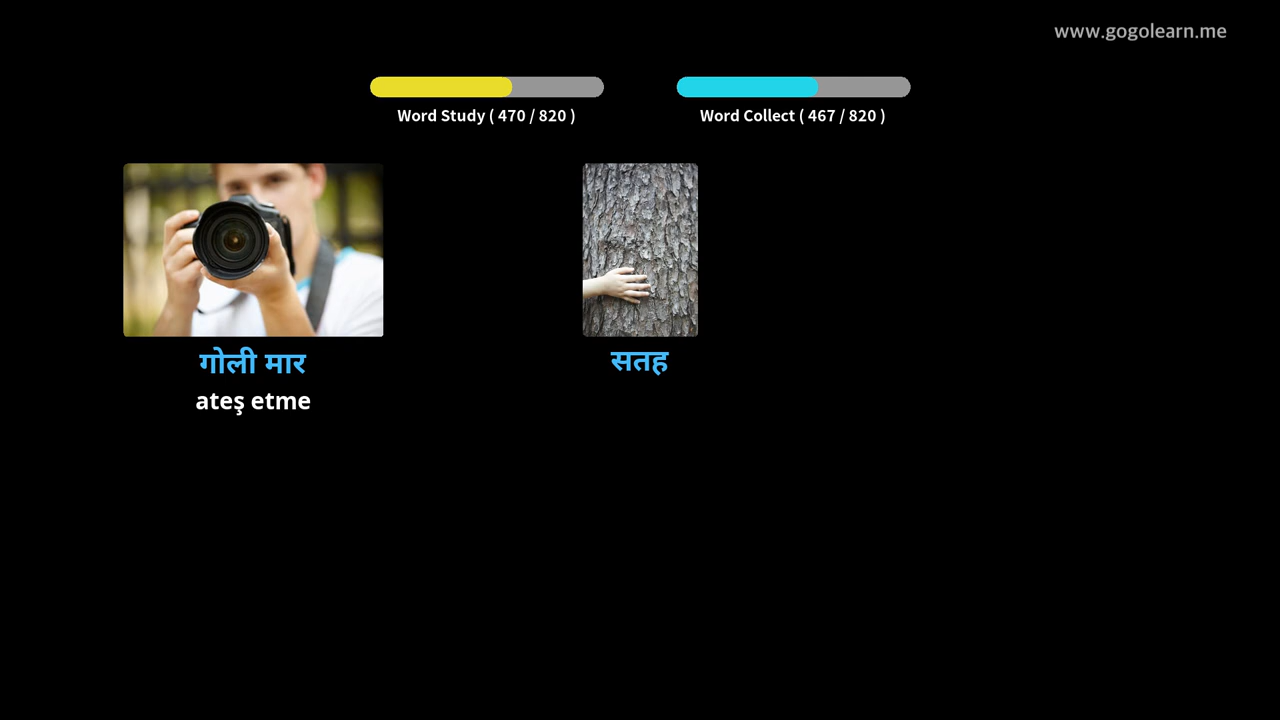 www.gogolearn.me
Word Study ( 470 / 820 )
Word Collect ( 467 / 820 )
गोली मार
ateş etme
सतह